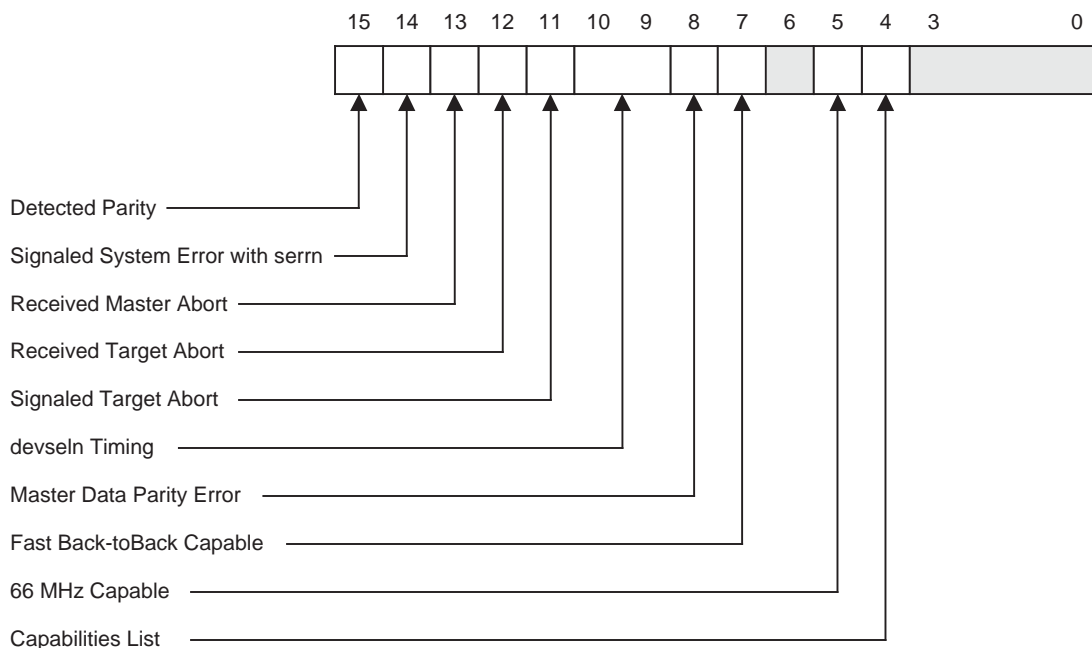 15 14 13 12 11 10 9 8 7 6 5 4 3 0
Detected Parity
Signaled System Error with serrn
Received Master Abort
Received Target Abort
Signaled Target Abort
devseln Timing
Master Data Parity Error
Fast Back-toBack Capable
66 MHz Capable
Capabilities List